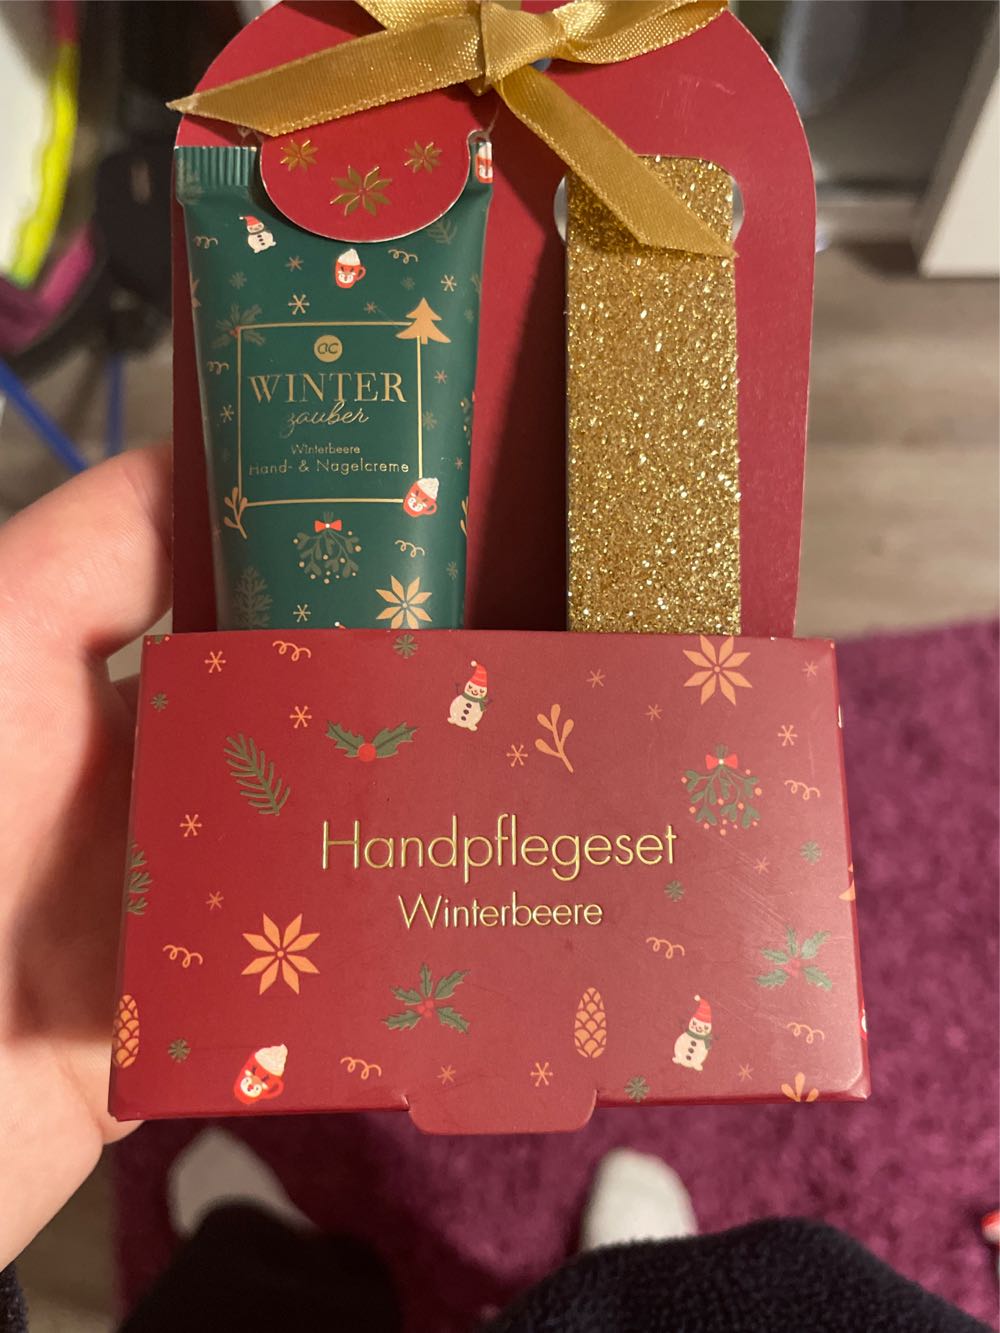 ac
WINTER
zauber
Winterbeere
Hand- & Nagelcreme
Handpflegeset
Winterbeere